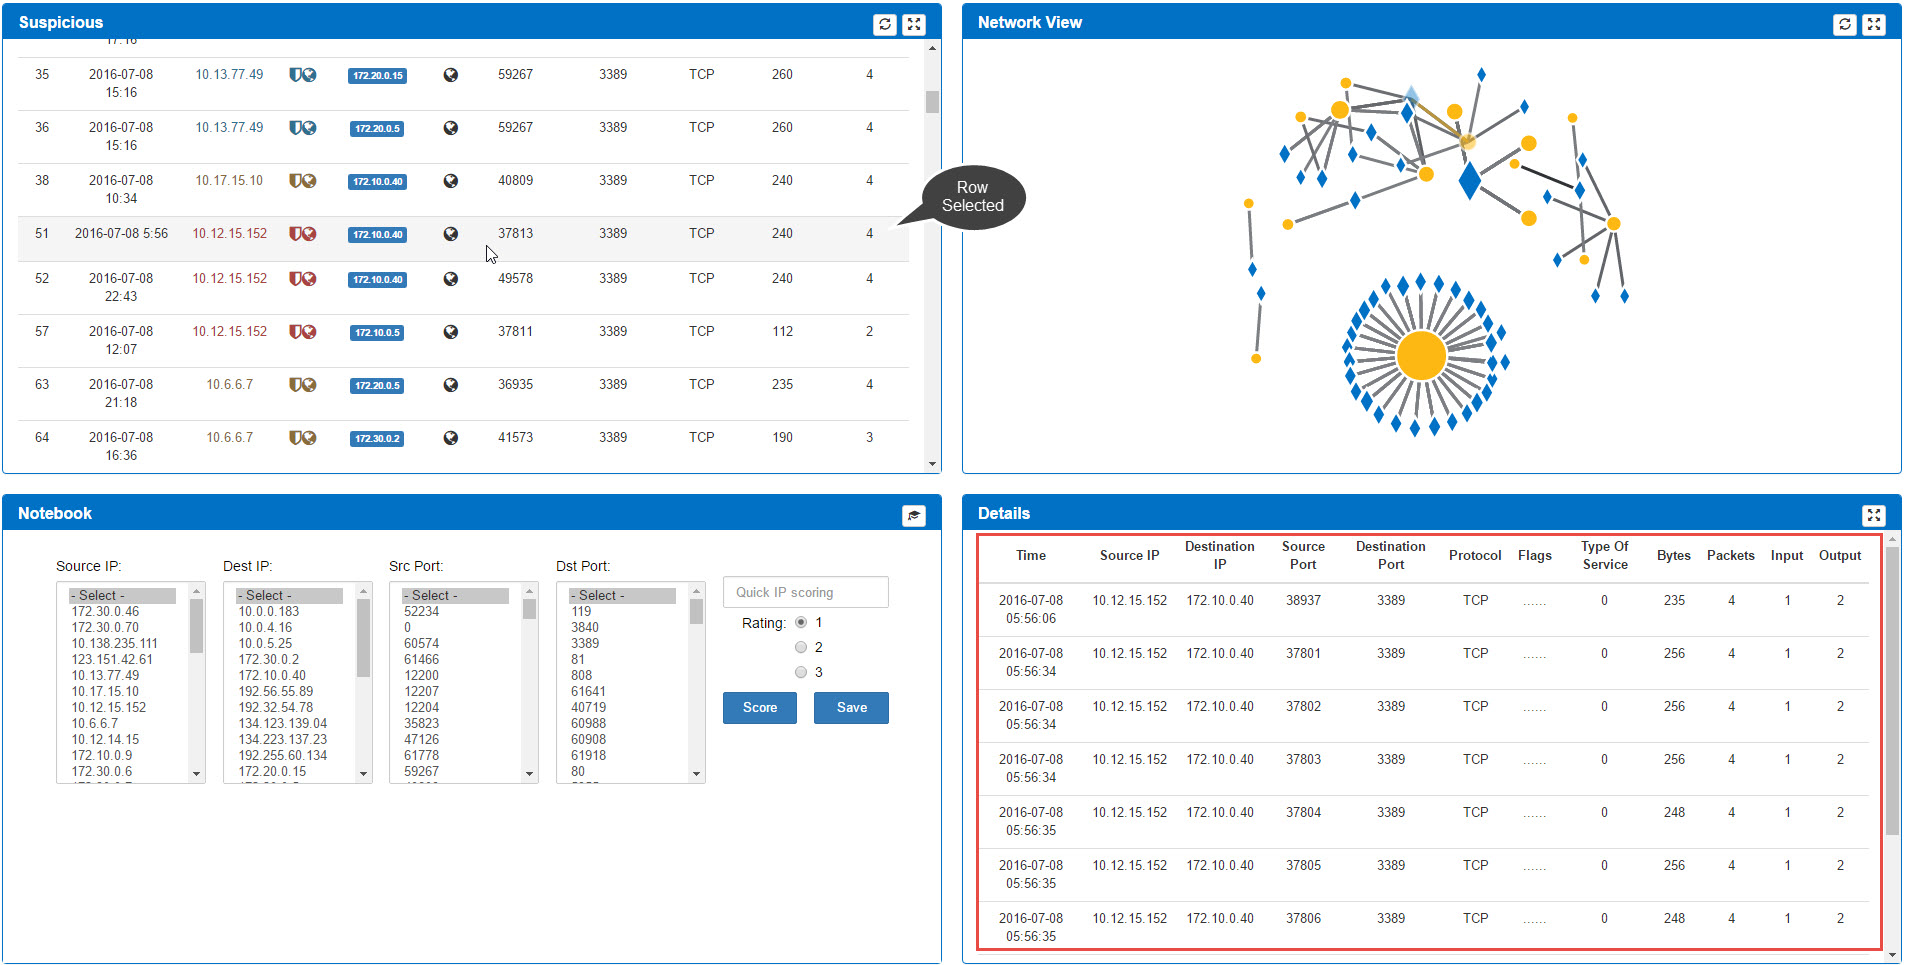 Suspicious
17:16
35 2016-07-08 10.13.77.49 172.20.0.15 59267 3389 TCP 260 4
15:16
36 2016-07-08 10.13.77.49 172.20.0.5 59267 3389 TCP 260 4
15:16
38 2016-07-08 10.17.15.10 172.10.0.40 40809 3389 TCP 240 4
10:34
51 2016-07-08 5:56 10.12.15.152 172.10.0.40 37813 3389 TCP 240 4
52 2016-07-08 10.12.15.152 172.10.0.40 49578 3389 TCP 240 4
22:43
57 2016-07-08 10.12.15.152 172.10.0.5 37811 3389 TCP 112 2
12:07
63 2016-07-08 10.6.6.7 172.20.0.5 36935 3389 TCP 235 4
21:18
64 2016-07-08 10.6.6.7 172.30.0.2 41573 3389 TCP 190 3
16:36
Row
Selected
Network View
Notebook
Source IP:
- Select -
172.30.0.46
172.30.0.70
10.138.235.111
123.151.42.61
10.13.77.49
10.17.15.10
10.12.15.152
10.6.6.7
10.12.14.15
172.10.0.9
172.30.0.6
Dest IP:
- Select -
10.0.0.183
10.0.4.16
10.0.5.25
172.30.0.2
172.10.0.40
192.56.55.89
192.32.54.78
134.123.139.04
134.223.137.23
192.255.60.134
172.20.0.15
Src Port:
- Select -
52234
0
60574
61466
12200
12207
12204
35823
47126
61778
59267
Dst Port:
- Select -
119
3840
3389
81
808
61641
40719
60988
60908
61918
80
Quick IP scoring
Rating: 1
2
3
Score Save
Details
Time Source IP Destination IP Source Port Destination Port Protocol Flags Type Of Service Bytes Packets Input Output
2016-07-08 10.12.15.152 172.10.0.40 38937 3389 TCP ...... 0 235 4 1 2
05:56:06
2016-07-08 10.12.15.152 172.10.0.40 37801 3389 TCP ...... 0 256 4 1 2
05:56:34
2016-07-08 10.12.15.152 172.10.0.40 37802 3389 TCP ...... 0 256 4 1 2
05:56:34
2016-07-08 10.12.15.152 172.10.0.40 37803 3389 TCP ...... 0 256 4 1 2
05:56:34
2016-07-08 10.12.15.152 172.10.0.40 37804 3389 TCP ...... 0 248 4 1 2
05:56:35
2016-07-08 10.12.15.152 172.10.0.40 37805 3389 TCP ...... 0 256 4 1 2
05:56:35
2016-07-08 10.12.15.152 172.10.0.40 37806 3389 TCP ...... 0 248 4 1 2
05:56:35